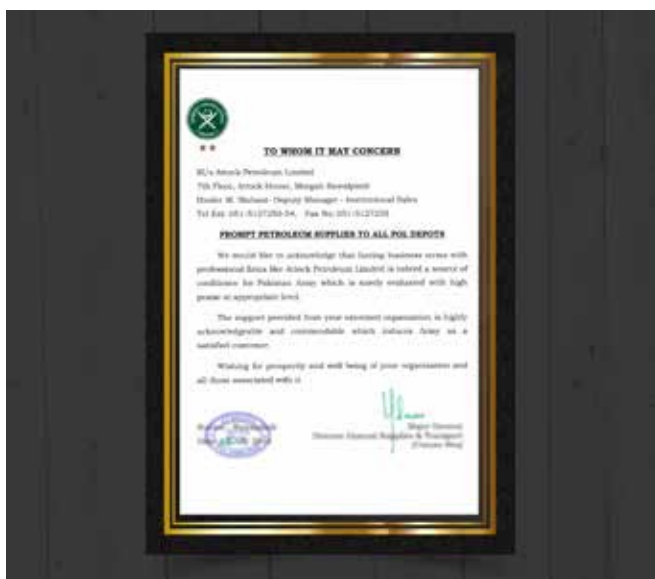 TO WHOM IT MAY CONCERN
M/s Attock Petroleum Limited
7th Floor, Attock House, Morgah Rawalpindi
Deputy Manager - Institutional Sales
Tel Ext: 051-5127250-54, Fax No: 051-5127255
PROMPT PETROLEUM SUPPLIES TO ALL POL DEPOTS
We would like to acknowledge that having business terms with
professional firms like Attock Petroleum Limited is indeed a source of
confidence for Pakistan Army which is surely evaluated with high
praise at appropriate level.
The support provided from your esteemed organization is highly
acknowledgeable and commendable which induces Army as a
satisfied customer.
Wishing for prosperity and well being of your organization and
all those associated with it.
Major General
Director General Supplies & Transport